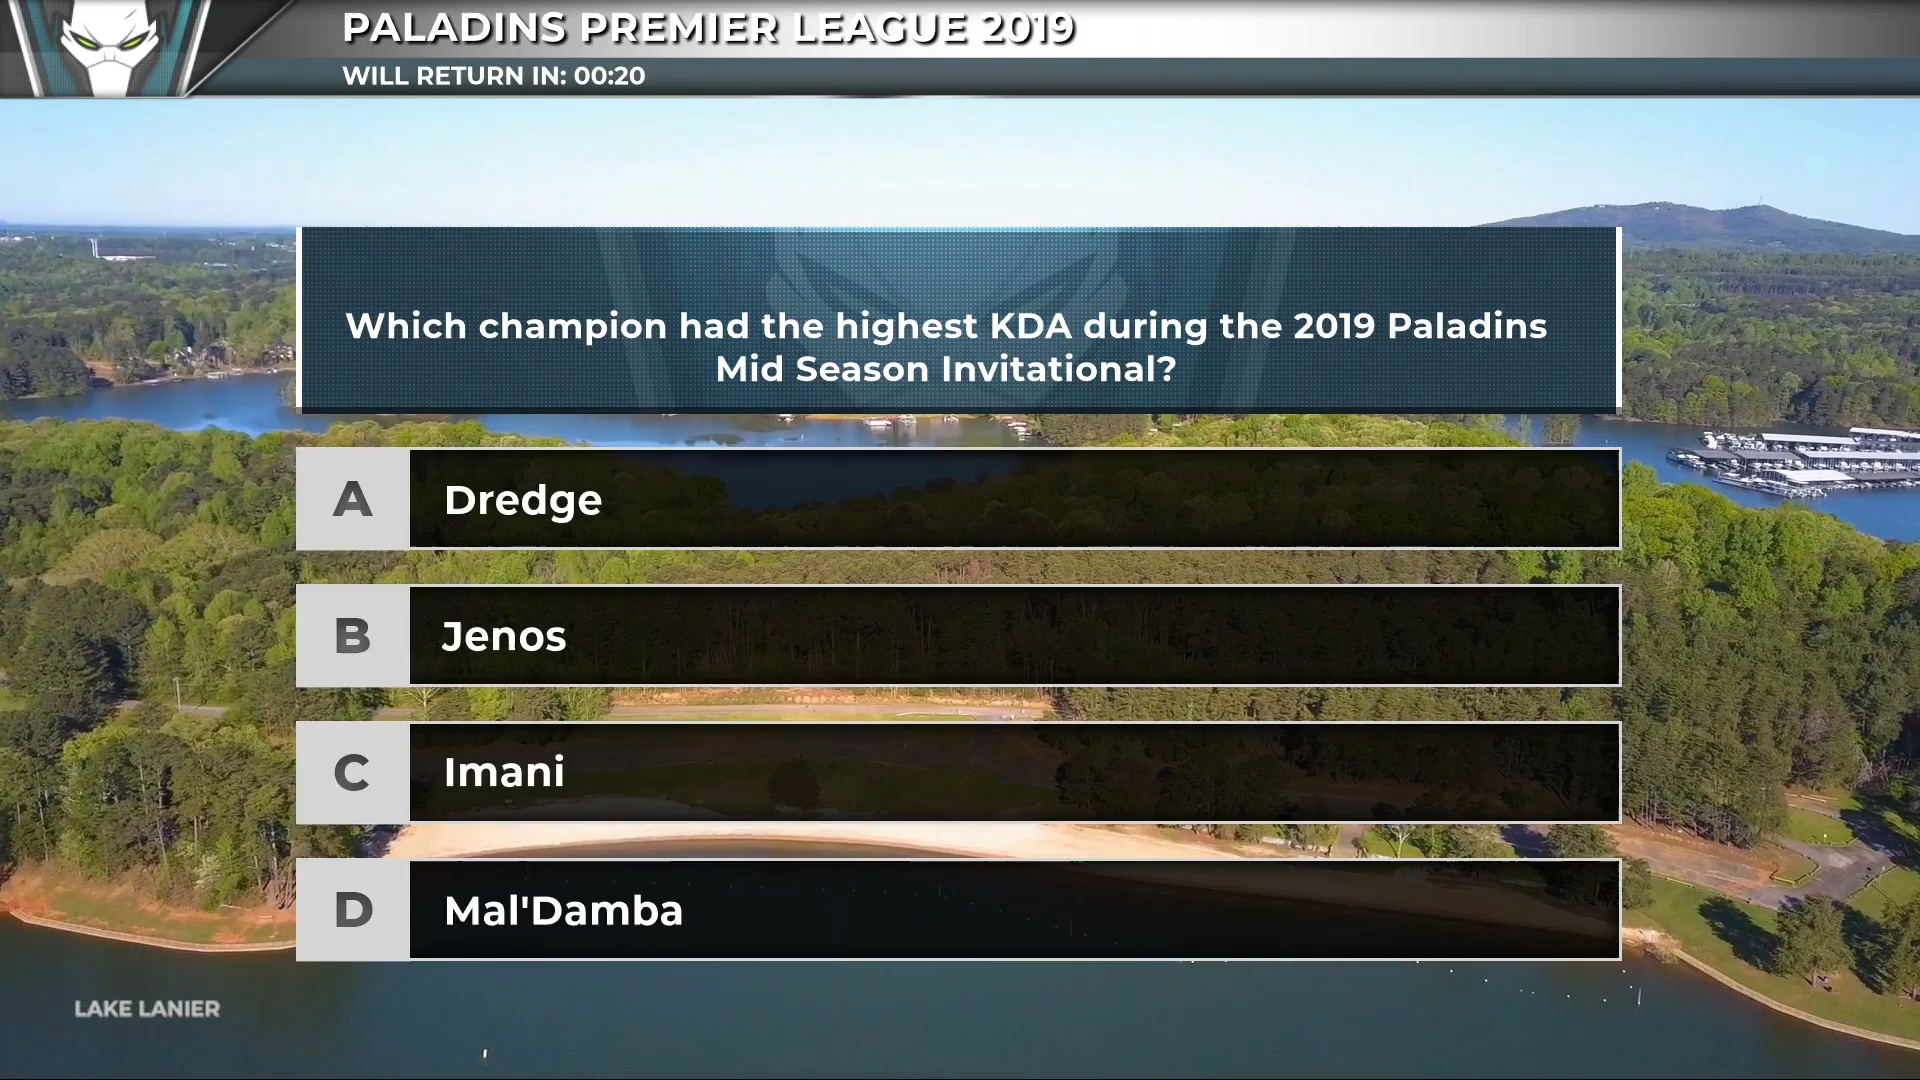 PALADINS PREMIER LEAGUE 2019
WILL RETURN IN: 00:20
Which champion had the highest KDA during the 2019 Paladins
Mid Season Invitational?
A Dredge
B Jenos
C Imani
D Mal'Damba
LAKE LANIER